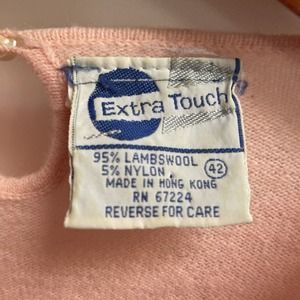 Extra Touch
95% LAMBSWOOL
5% NYLON 42
MADE IN HONG KONG
RN 67224
REVERSE FOR CARE